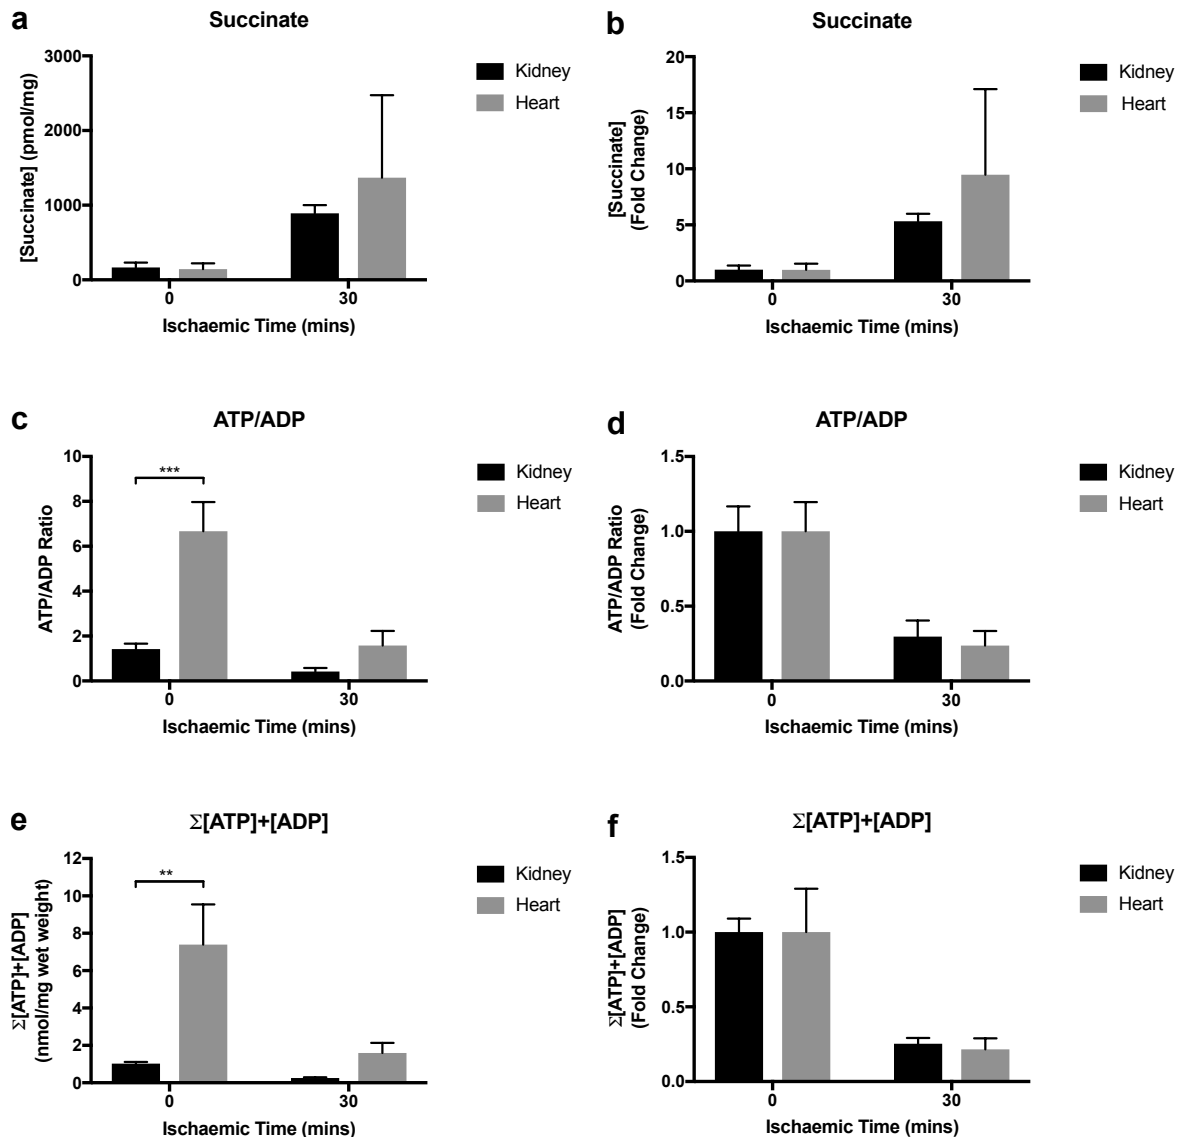 a
Succinate
[Succinate] (pmol/mg)
3000
2000
1000
0
0
30
Ischaemic Time (mins)
Kidney
Heart
b
Succinate
[Succinate]
(Fold Change)
20
15
10
5
0
0
30
Ischaemic Time (mins)
Kidney
Heart
c
ATP/ADP
ATP/ADP Ratio
10
8
6
4
2
0
***
0
30
Ischaemic Time (mins)
Kidney
Heart
d
ATP/ADP
ATP/ADP Ratio
(Fold Change)
1.5
1.0
0.5
0.0
0
30
Ischaemic Time (mins)
Kidney
Heart
e
Σ[ATP]+[ADP]
Σ[ATP]+[ADP]
(nmol/mg wet weight)
12
10
8
6
4
2
0
**
0
30
Ischaemic Time (mins)
Kidney
Heart
f
Σ[ATP]+[ADP]
Σ[ATP]+[ADP]
(Fold Change)
1.5
1.0
0.5
0.0
0
30
Ischaemic Time (mins)
Kidney
Heart